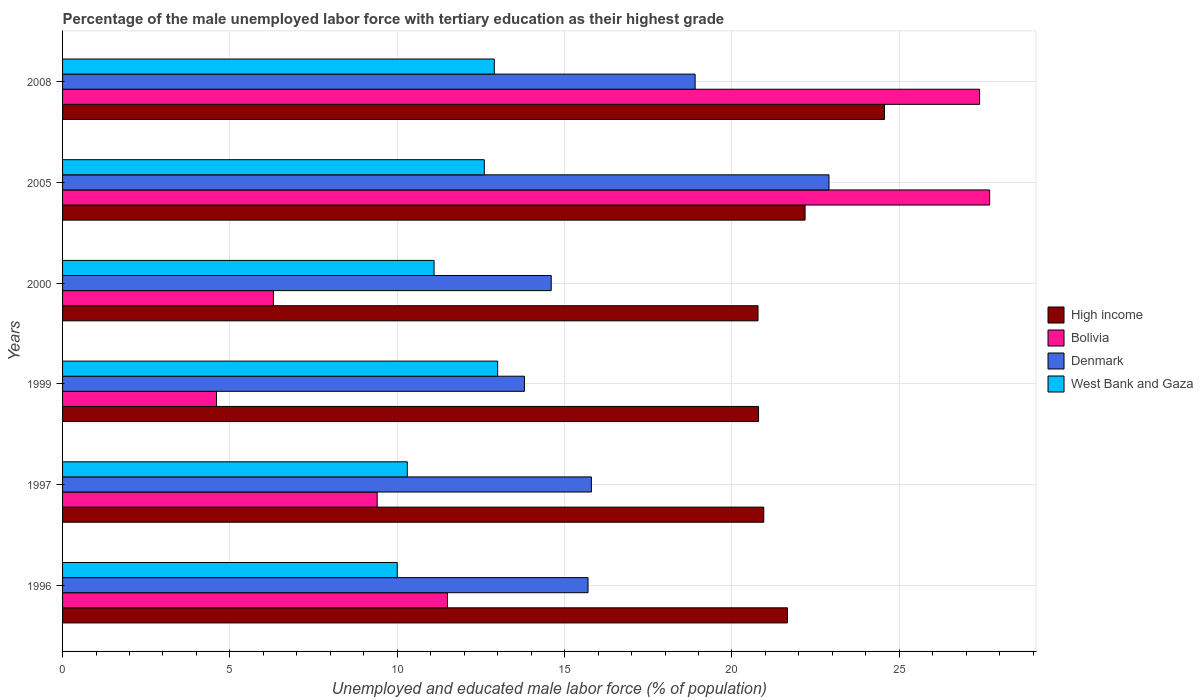 Percentage of the male unemployed labor force with tertiary education as their highest grade
2008
2005
2000
1999
1997
1996
Years
0
5
10
15
20
25
Unemployed and educated male labor force (% of population)
High income
Bolivia
Denmark
West Bank and Gaza